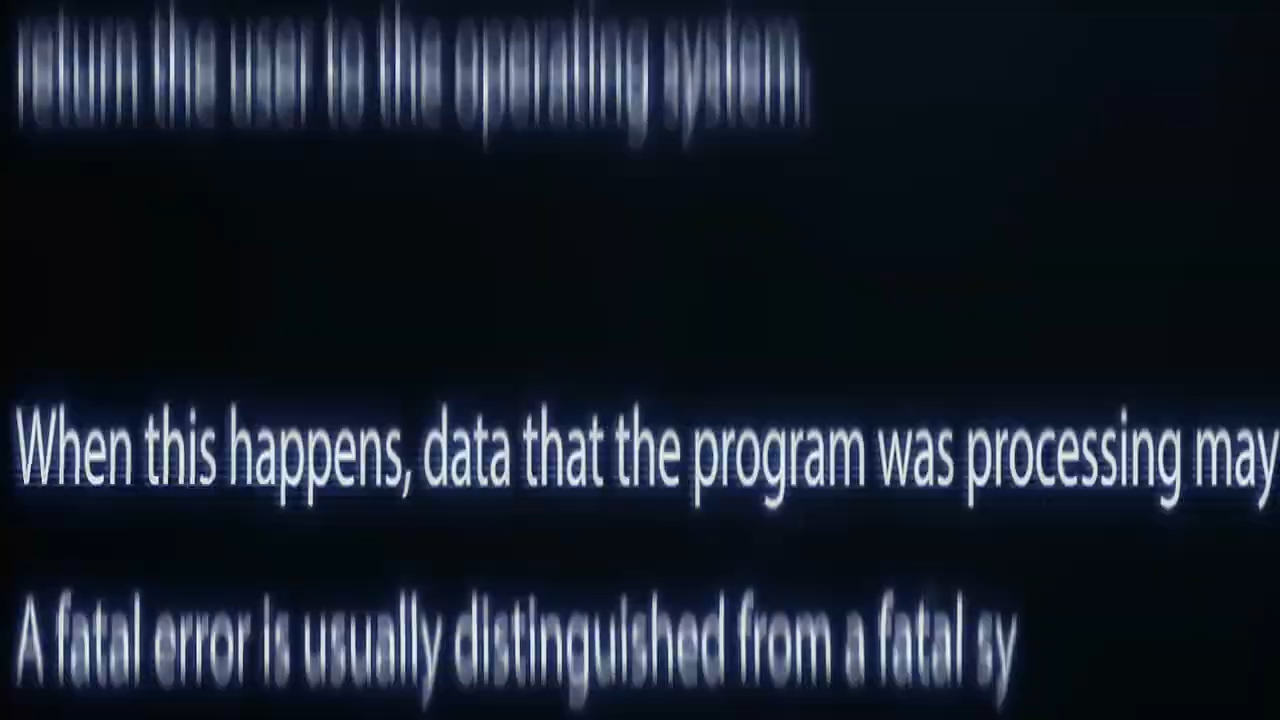 return the user to the operating system.
When this happens, data that the program was processing may
A fatal error is usually distinguished from a fatal sy